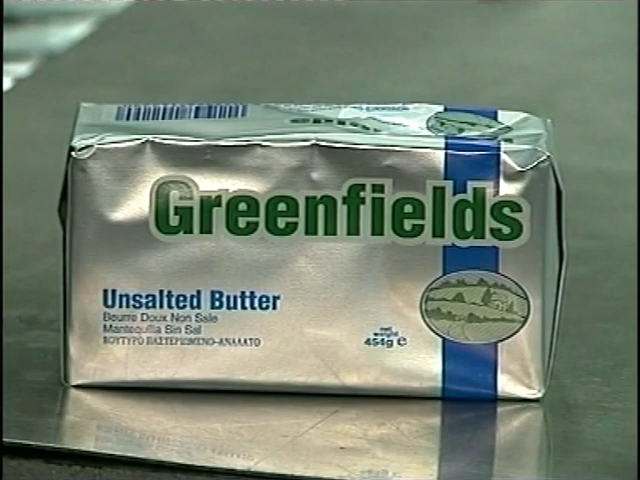 Greenfields
Unsalted Butter
Beurre Doux Non Sale
Mantequilla Sin Sal
ΒΟΥΤΥΡΟ ΠΑΣΤΕΡΙΩΜΕΝΟ-ΑΝΑΛΑΤΟ
net
weight
454g e